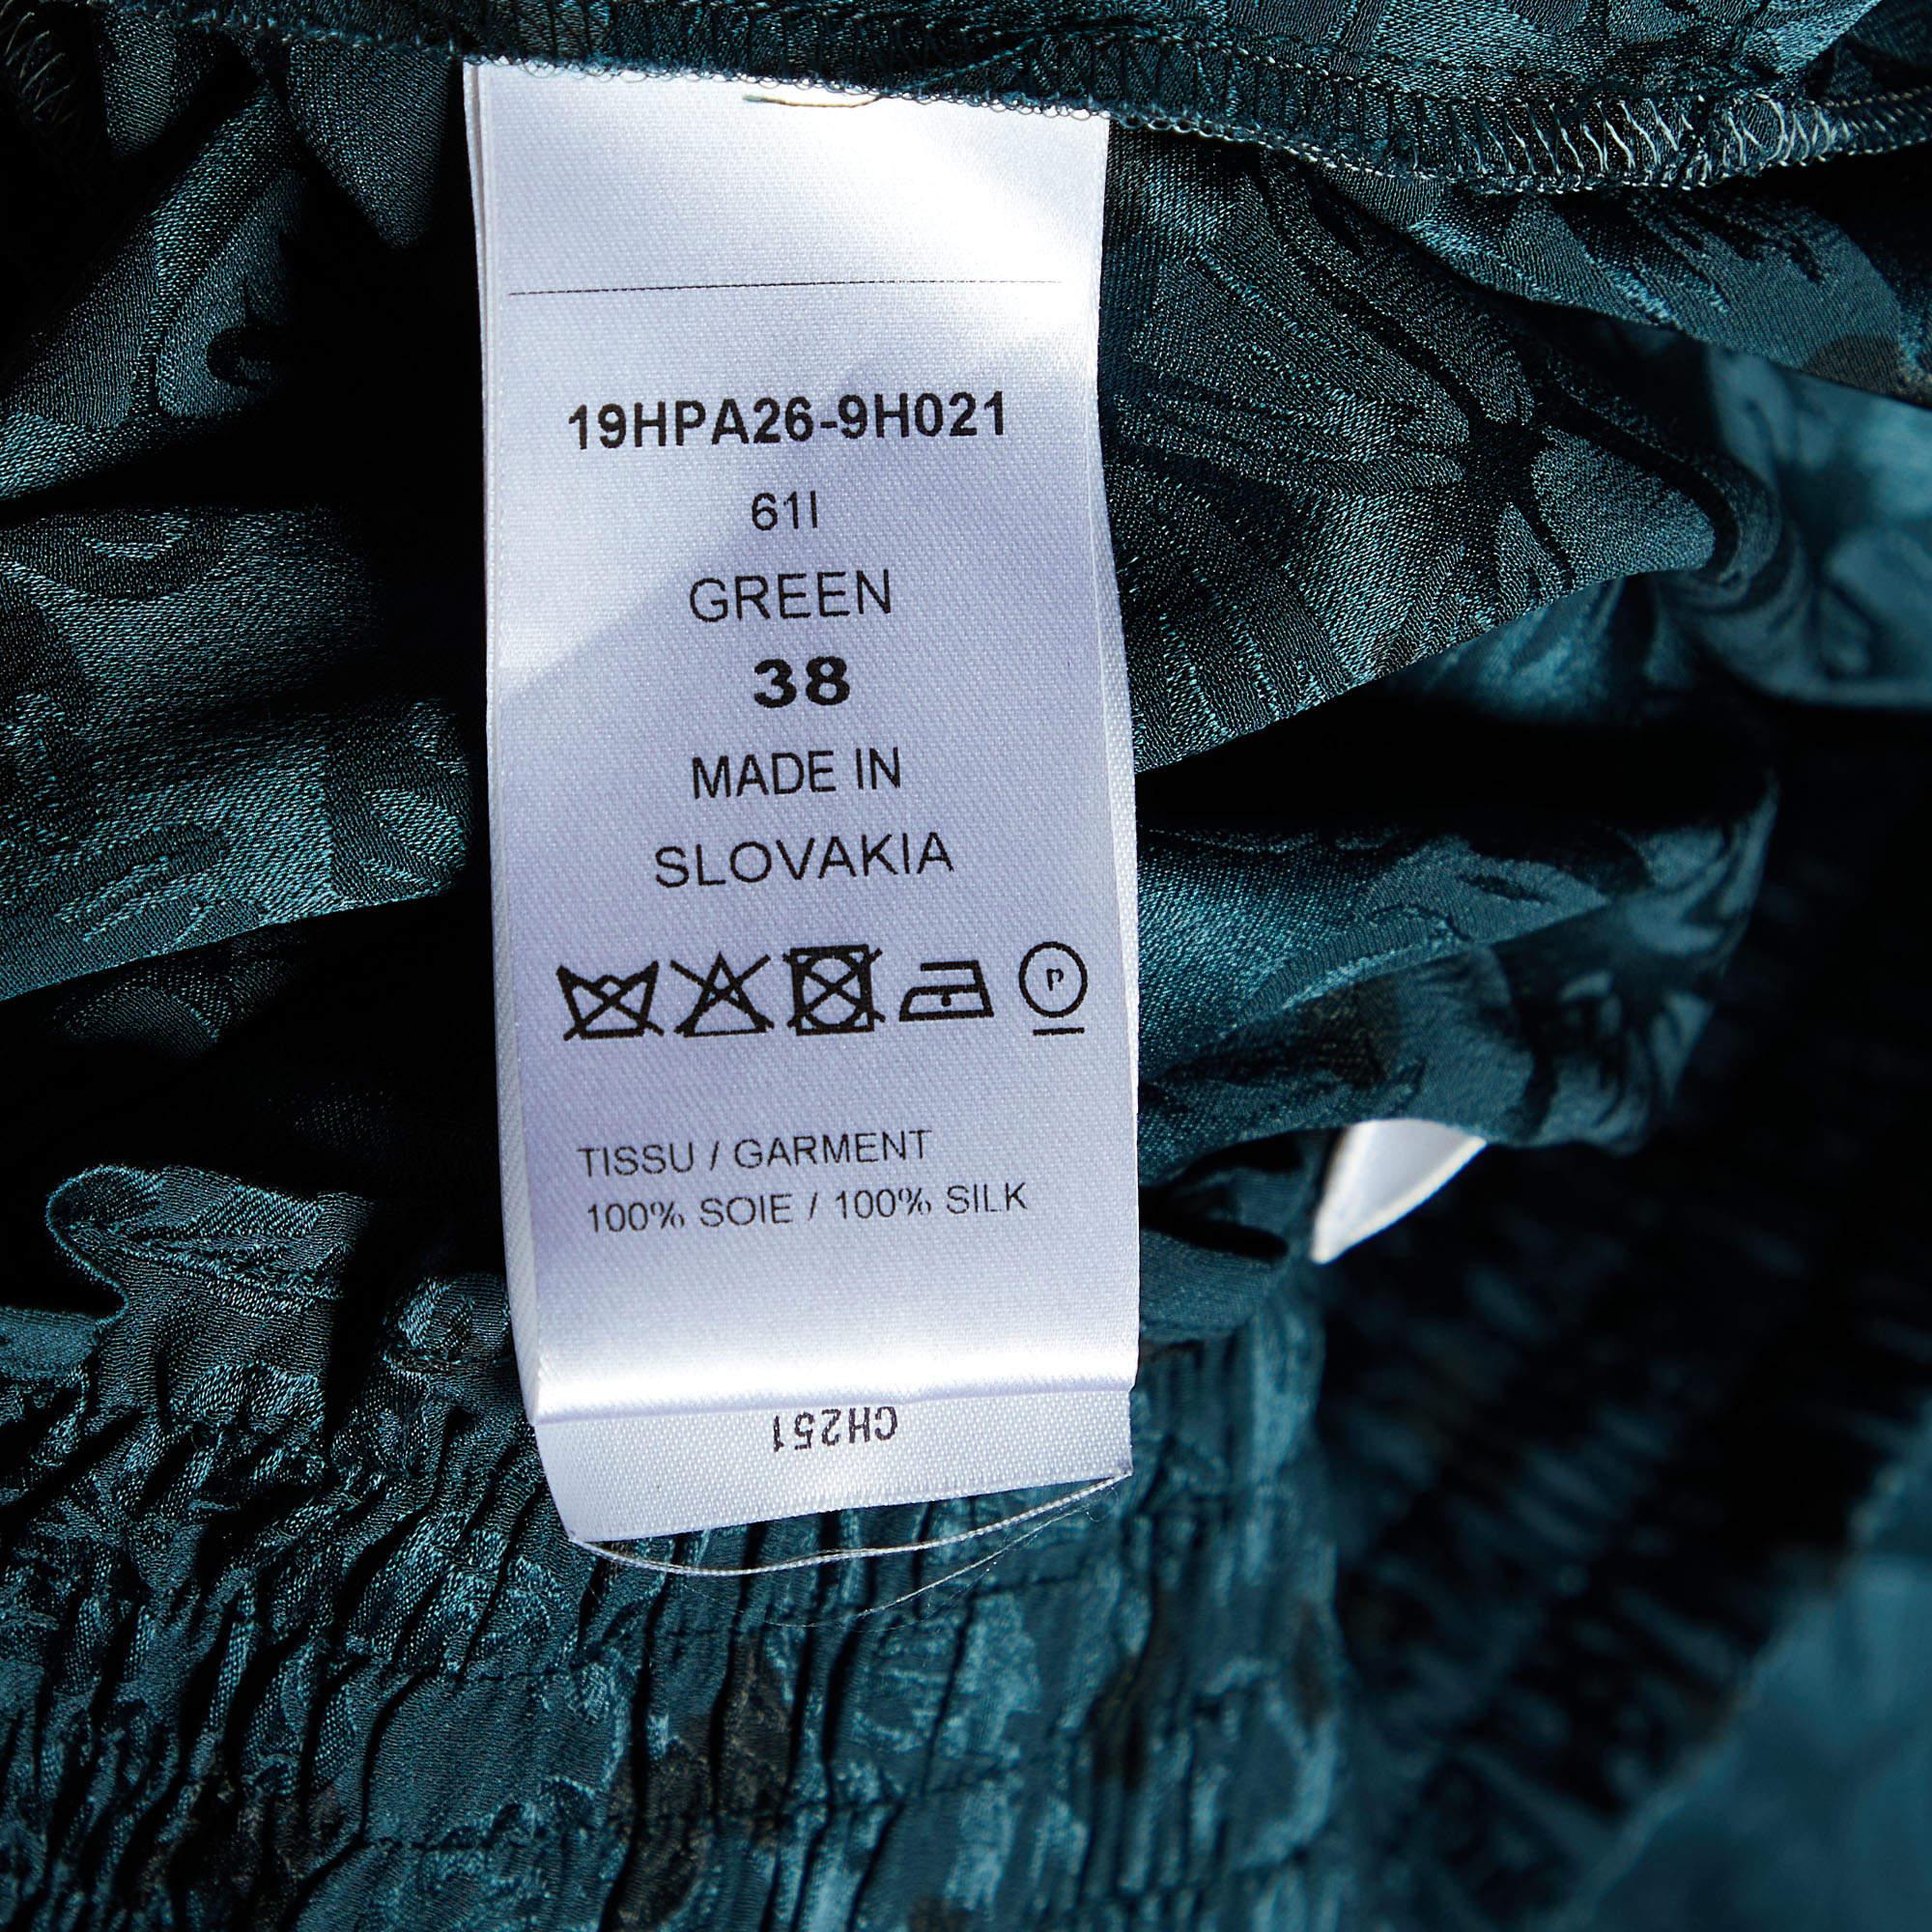 19HPA26-9H021
61I
GREEN
38
MADE IN
SLOVAKIA
P
TISSU / GARMENT
100% SOIE / 100% SILK
CH251